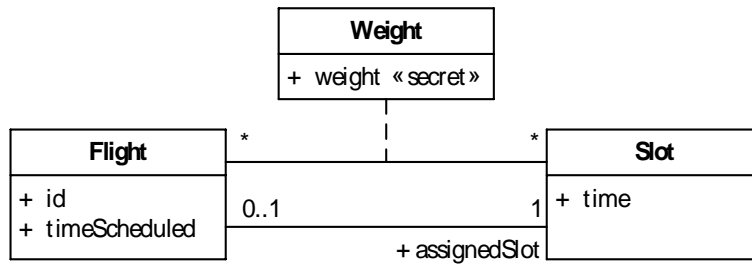 Weight
+ weight «secret»
* *
Flight Slot
+ id
+ timeScheduled
0..1 1
+ time
+ assignedSlot